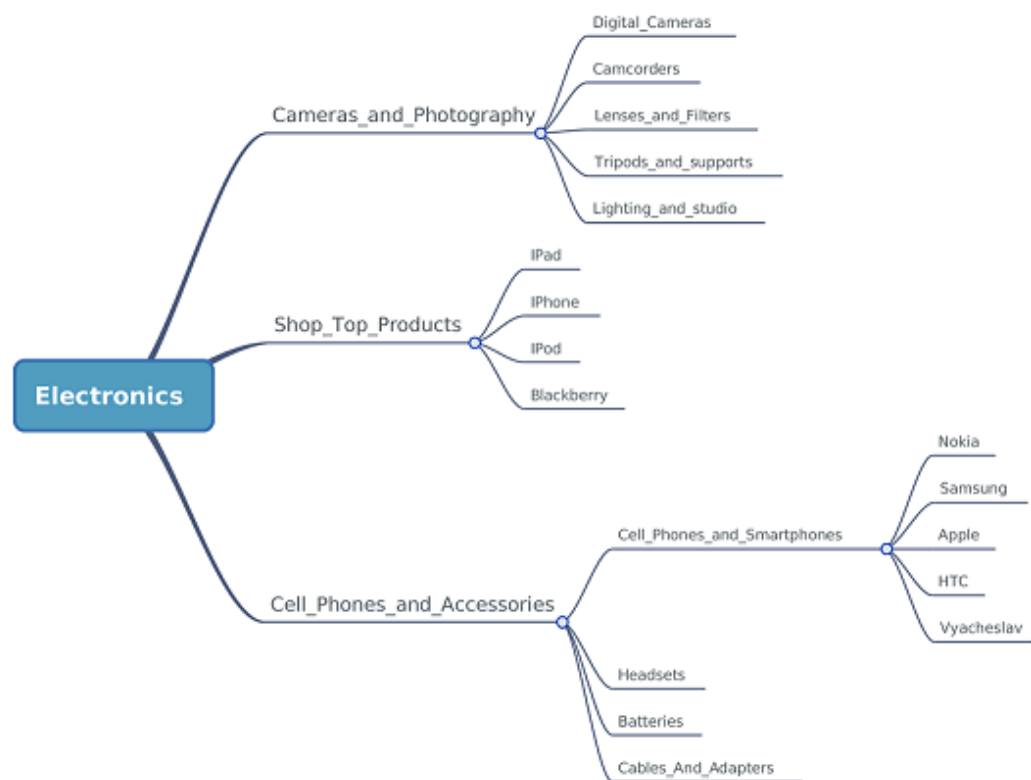 Electronics
Cameras_and_Photography
Digital_Cameras
Camcorders
Lenses_and_Filters
Tripods_and_supports
Lighting_and_studio
Shop_Top_Products
IPad
IPhone
IPod
Blackberry
Cell_Phones_and_Accessories
Cell_Phones_and_Smartphones
Nokia
Samsung
Apple
HTC
Vyacheslav
Headsets
Batteries
Cables_And_Adapters